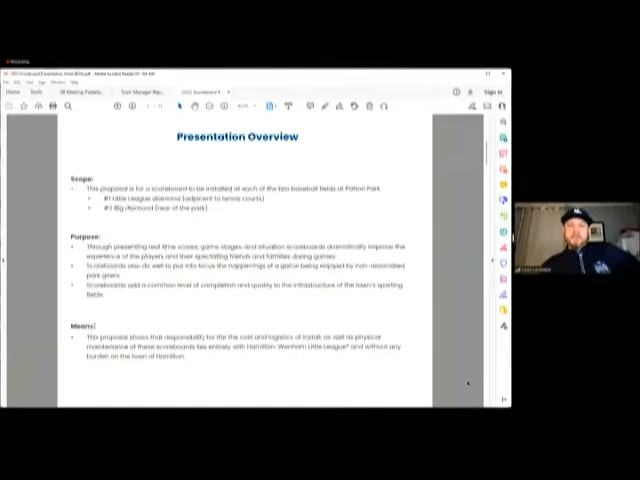 Home Tools
Sign In
Presentation Overview
Scope:
• This proposal is for a scoreboard to be installed at each of the two baseball fields at Patton Park
• #1 Little League diamond (adjacent to tennis courts)
• #2 Big diamond (rear of the park)
Purpose:
• Through presenting real time scores, game stages, and situation scoreboards dramatically improve the
experience of the players and their spectating friends and families during games.
• Scoreboards also do well to put into focus the happenings of a game being enjoyed by non-associated
park goers.
• Scoreboards add a common level of completion and quality to the infrastructure of the town's sporting
fields.
Means:
• This proposal shows that responsibility for the the cost and logistics of install, as well as physical
maintenance of these scoreboards lies entirely with Hamilton-Wenham Little League* and without any
burden on the town of Hamilton.